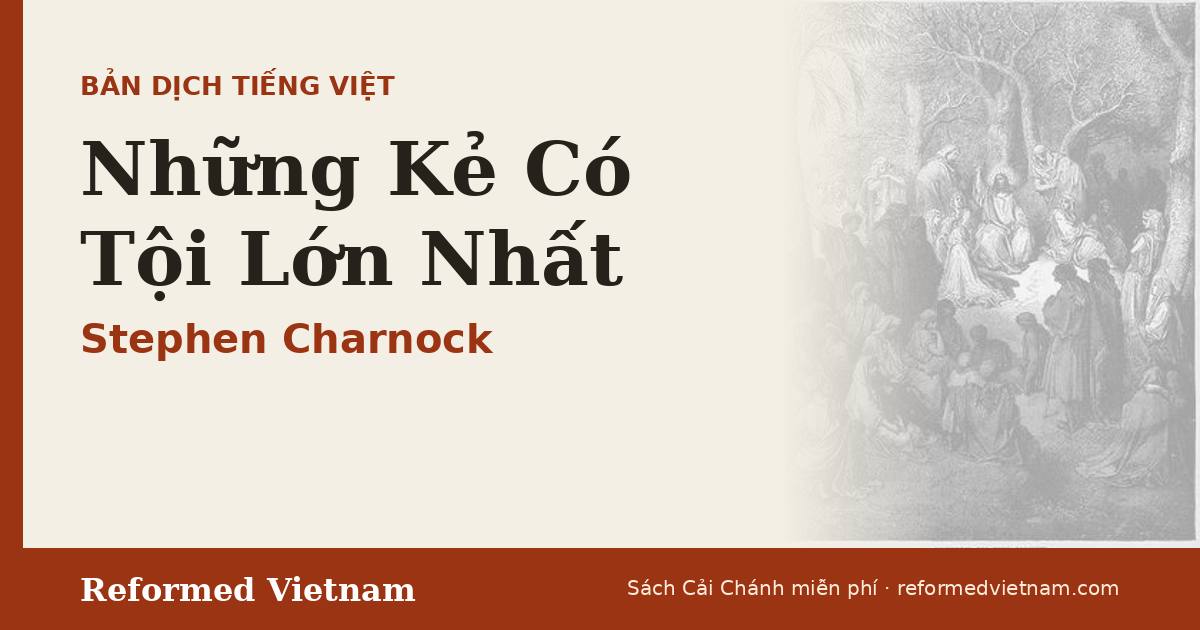 BẢN DỊCH TIẾNG VIỆT
Những Kẻ Có
Tội Lớn Nhất
Stephen Charnock
Reformed Vietnam
Sách Cải Chánh miễn phí · reformedvietnam.com